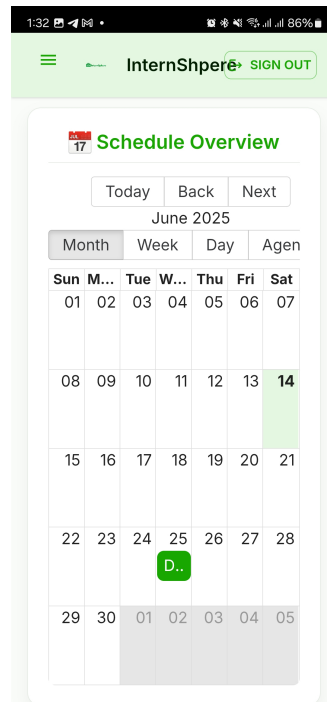 1:32 86%
InternShpere SIGN OUT
JUL 17 Schedule Overview
Today Back Next
June 2025
Month Week Day Agen
Sun M... Tue W... Thu Fri Sat
01 02 03 04 05 06 07
08 09 10 11 12 13 14
15 16 17 18 19 20 21
22 23 24 25 26 27 28
D..
29 30 01 02 03 04 05